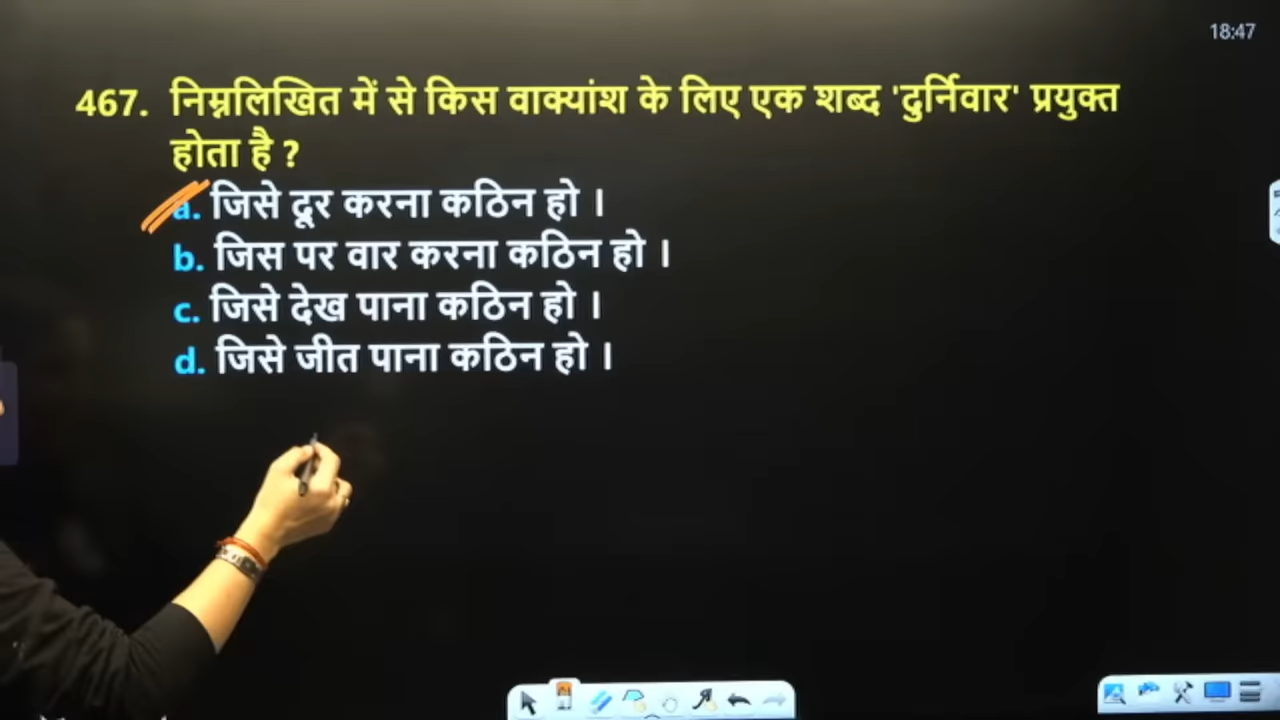 18:47
467. निम्नलिखित में से किस वाक्यांश के लिए एक शब्द 'दुर्निवार' प्रयुक्त
होता है ?
a. जिसे दूर करना कठिन हो ।
b. जिस पर वार करना कठिन हो ।
c. जिसे देख पाना कठिन हो ।
d. जिसे जीत पाना कठिन हो ।